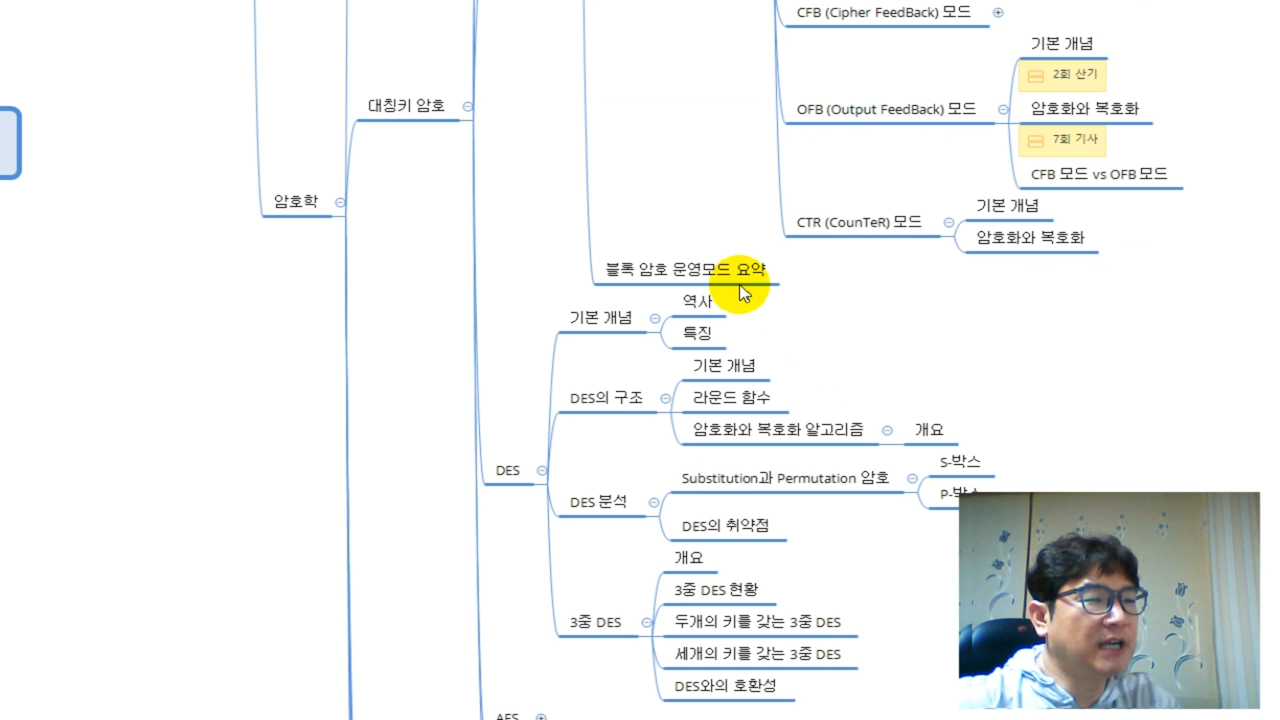 CFB (Cipher FeedBack) 모드
기본 개념
2회 산기
대칭키 암호
OFB (Output FeedBack) 모드
암호화와 복호화
7회 기사
CFB 모드 vs OFB 모드
암호학
기본 개념
CTR (CounTeR) 모드
암호화와 복호화
블록 암호 운영모드 요약
역사
기본 개념
특징
기본 개념
DES의 구조
라운드 함수
암호화와 복호화 알고리즘
개요
S-박스
DES
Substitution과 Permutation 암호
P-박스
DES 분석
DES의 취약점
개요
3중 DES 현황
3중 DES
두개의 키를 갖는 3중 DES
세개의 키를 갖는 3중 DES
DES와의 호환성
AES